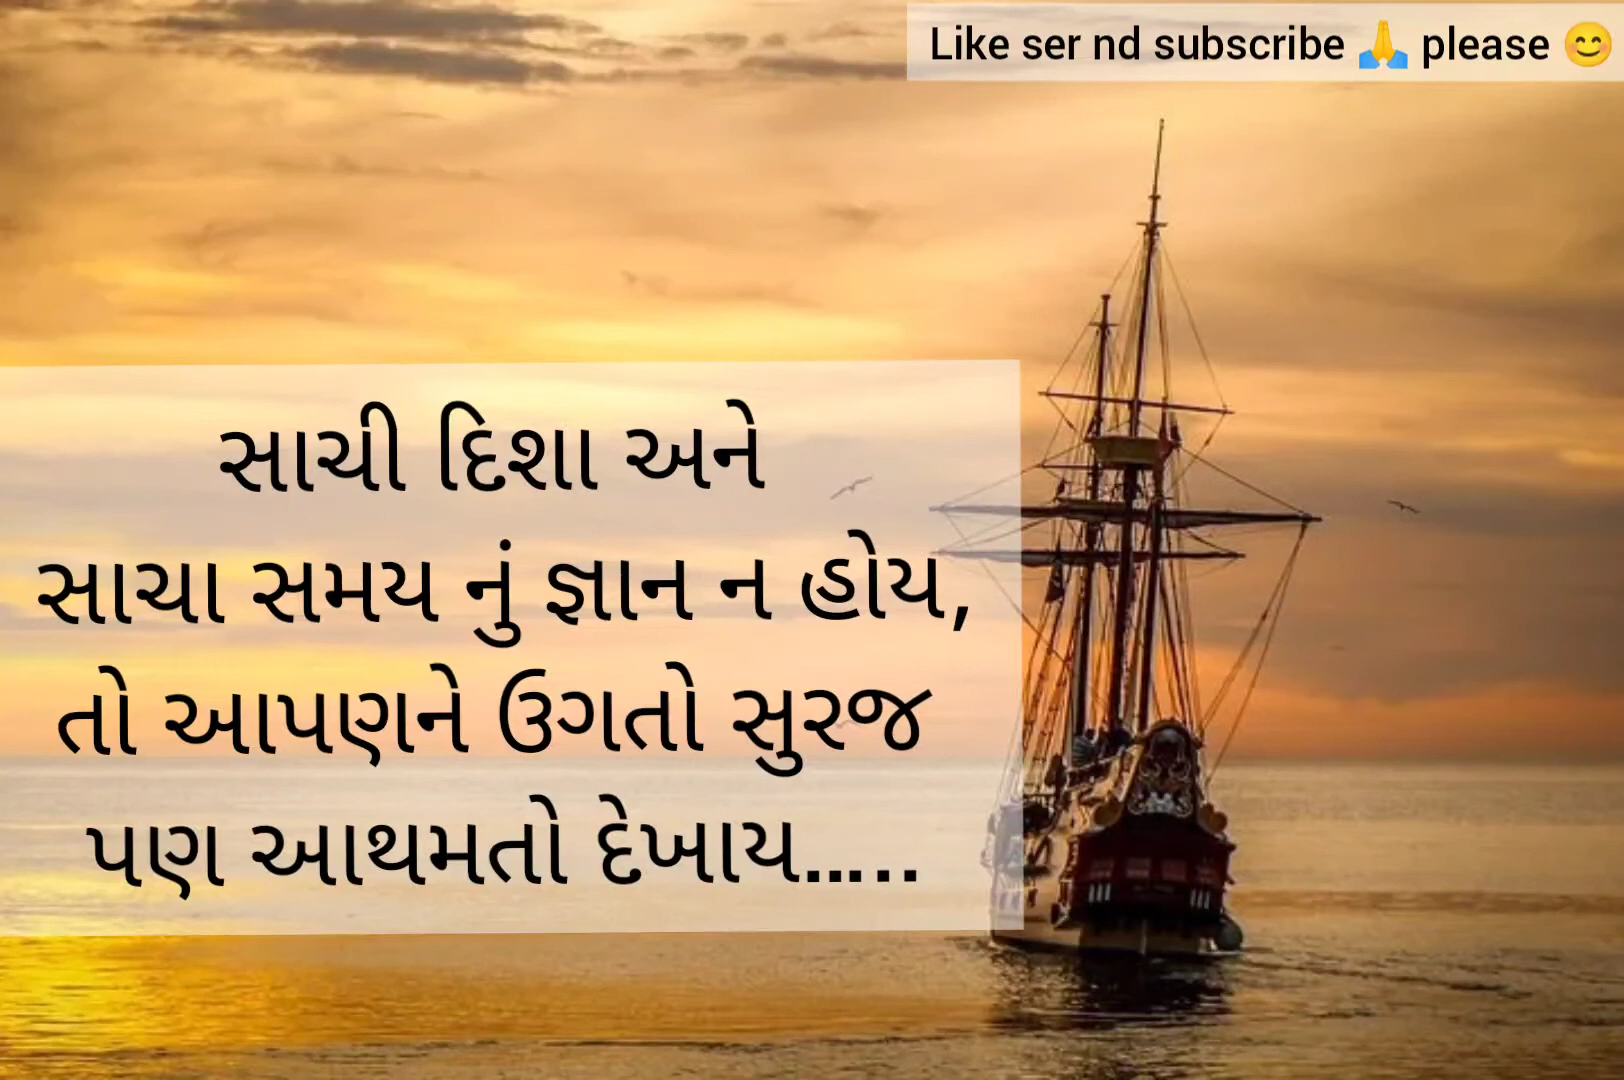 Like ser nd subscribe 🙏 please 😊
સાચી દિશા અને
સાચા સમય નું જ્ઞાન ન હોય,
તો આપણને ઉગતો સુરજ
પણ આથમતો દેખાય.....